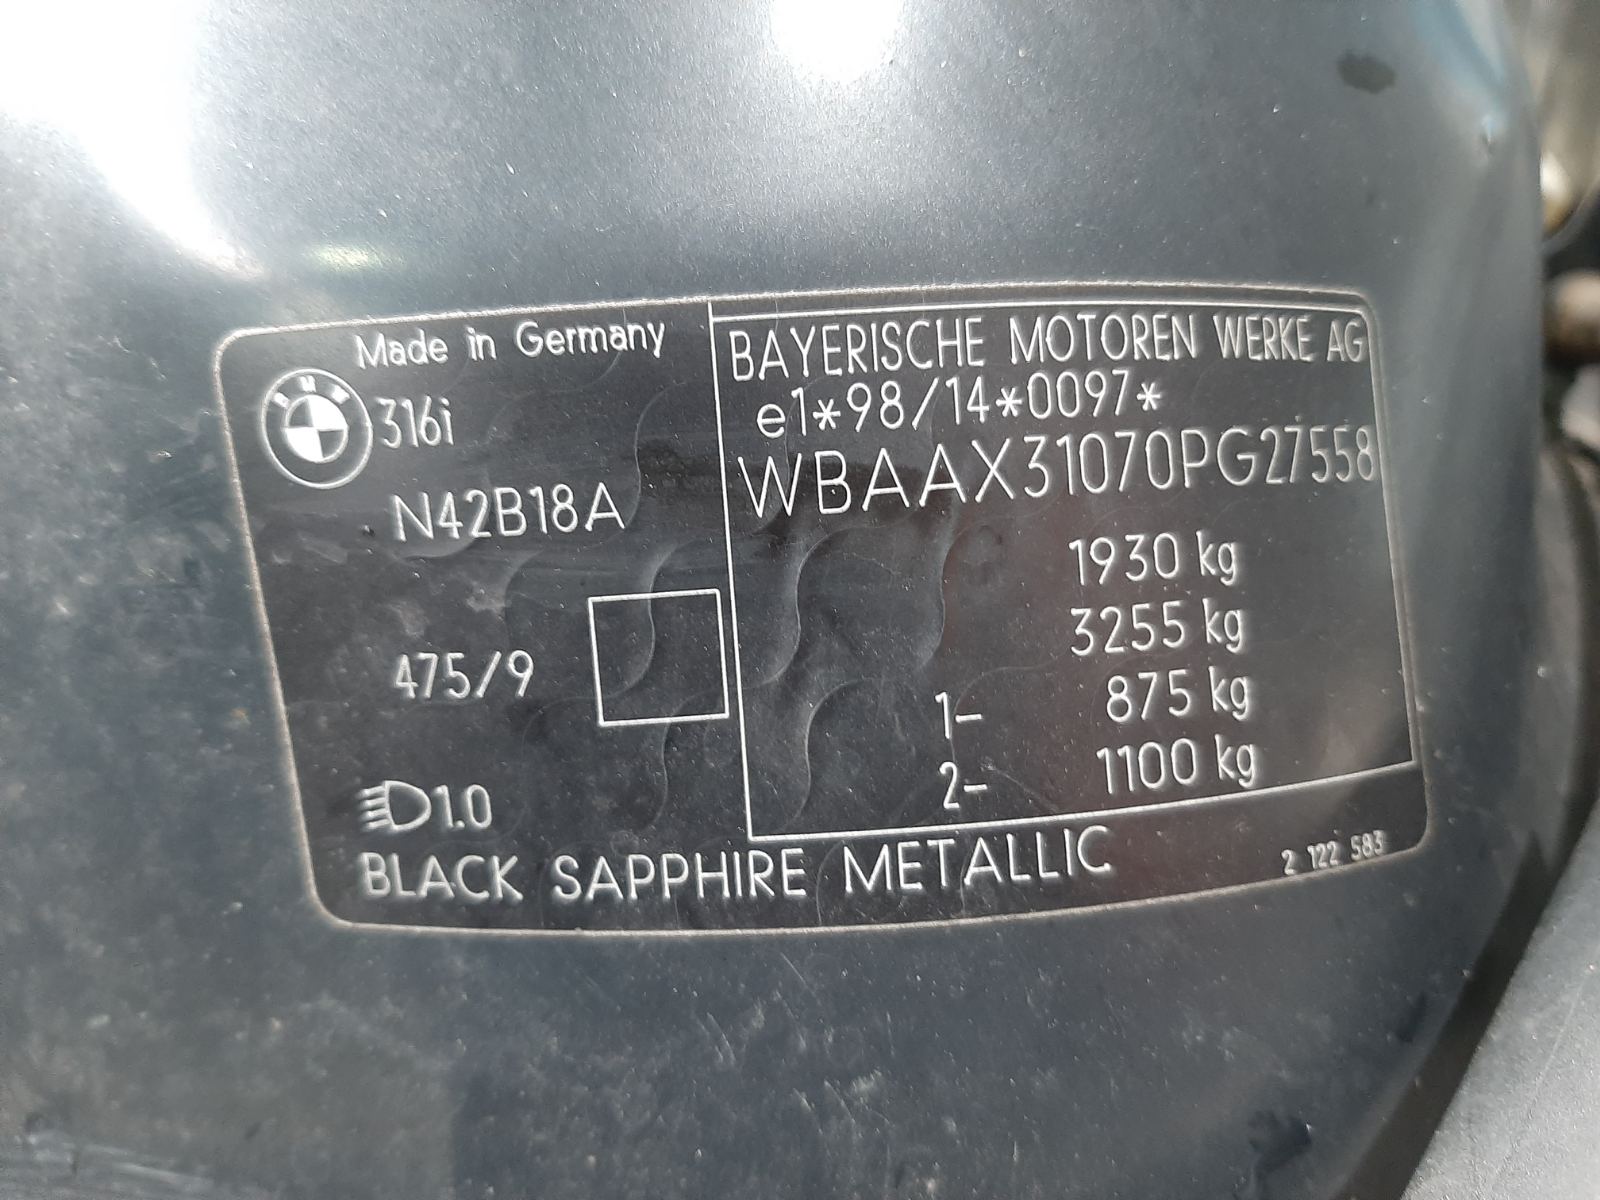 Made in Germany
BMW
316i
N42B18A
475/9
1.0
BLACK SAPPHIRE METALLIC
BAYERISCHE MOTOREN WERKE AG
e1*98/14*0097*
WBAAX31070PG27558
1930 kg
3255 kg
1- 875 kg
2- 1100 kg
2 122 583